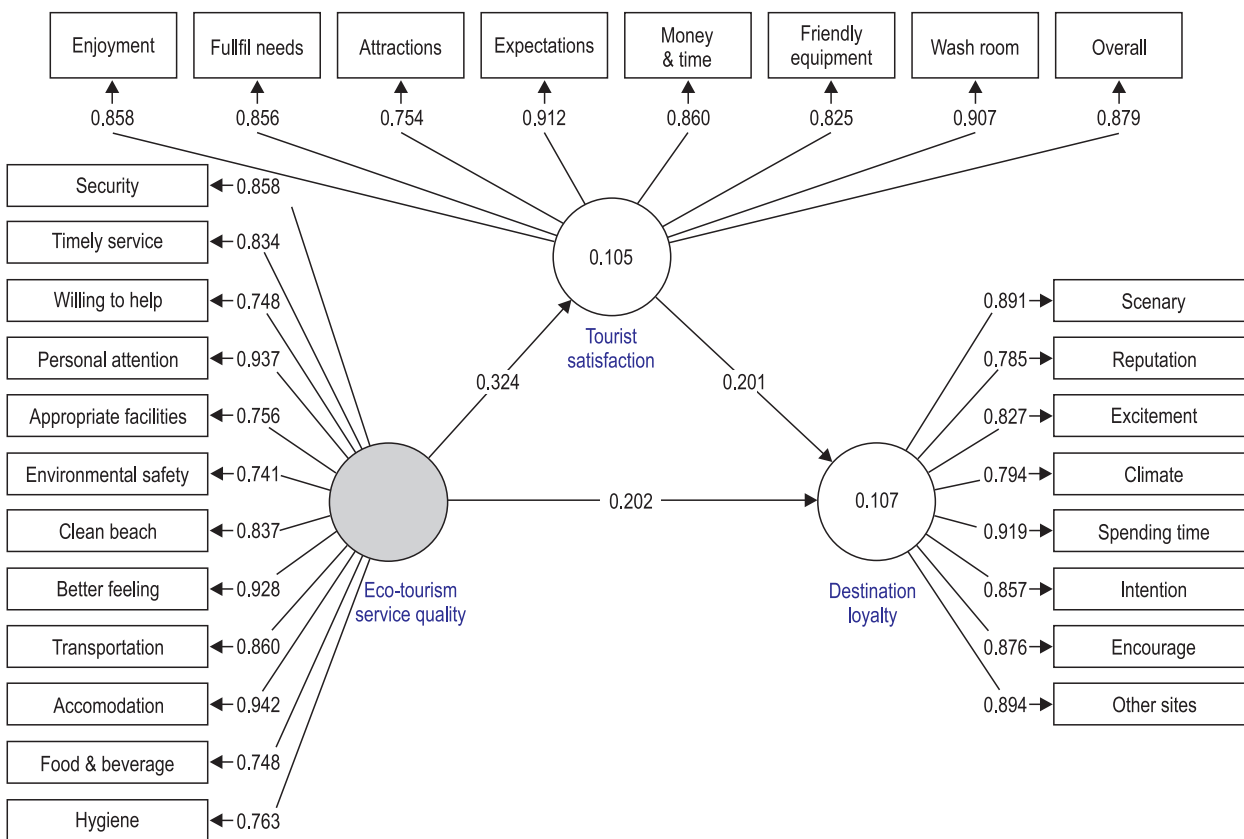 Enjoyment
Fullfil needs
Attractions
Expectations
Money
& time
Friendly
equipment
Wash room
Overall
0.858
0.856
0.754
0.912
0.860
0.825
0.907
0.879
Security
0.858
Timely service
0.834
Willing to help
0.748
Personal attention
0.937
Appropriate facilities
0.756
Environmental safety
0.741
Clean beach
0.837
Better feeling
0.928
Transportation
0.860
Accomodation
0.942
Food & beverage
0.748
Hygiene
0.763
0.105
Tourist
satisfaction
0.324
0.201
0.202
Eco-tourism
service quality
0.107
Destination
loyalty
0.891
Scenary
0.785
Reputation
0.827
Excitement
0.794
Climate
0.919
Spending time
0.857
Intention
0.876
Encourage
0.894
Other sites